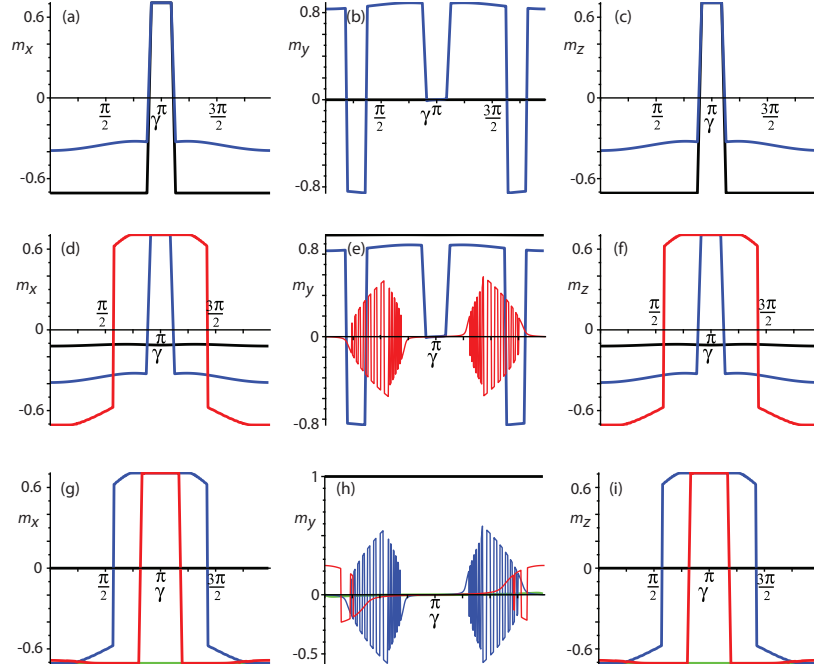 (a) (b) (c)
mₓ m_y m_z
0.6 0.8 0.6
0 0 0
π/2 γ π 3π/2 π/2 γ π 3π/2 π/2 π γ 3π/2
-0.6 -0.8 -0.6
(d) (e) (f)
mₓ m_y m_z
0.6 0.8 0.6
0 0 0
π/2 π γ 3π/2 π γ π/2 π γ 3π/2
-0.6 -0.8 -0.6
(g) (h) (i)
mₓ m_y m_z
0.6 1 0.6
0 0 0
π/2 π γ 3π/2 π γ π/2 π γ 3π/2
-0.6 -0.5 -0.6